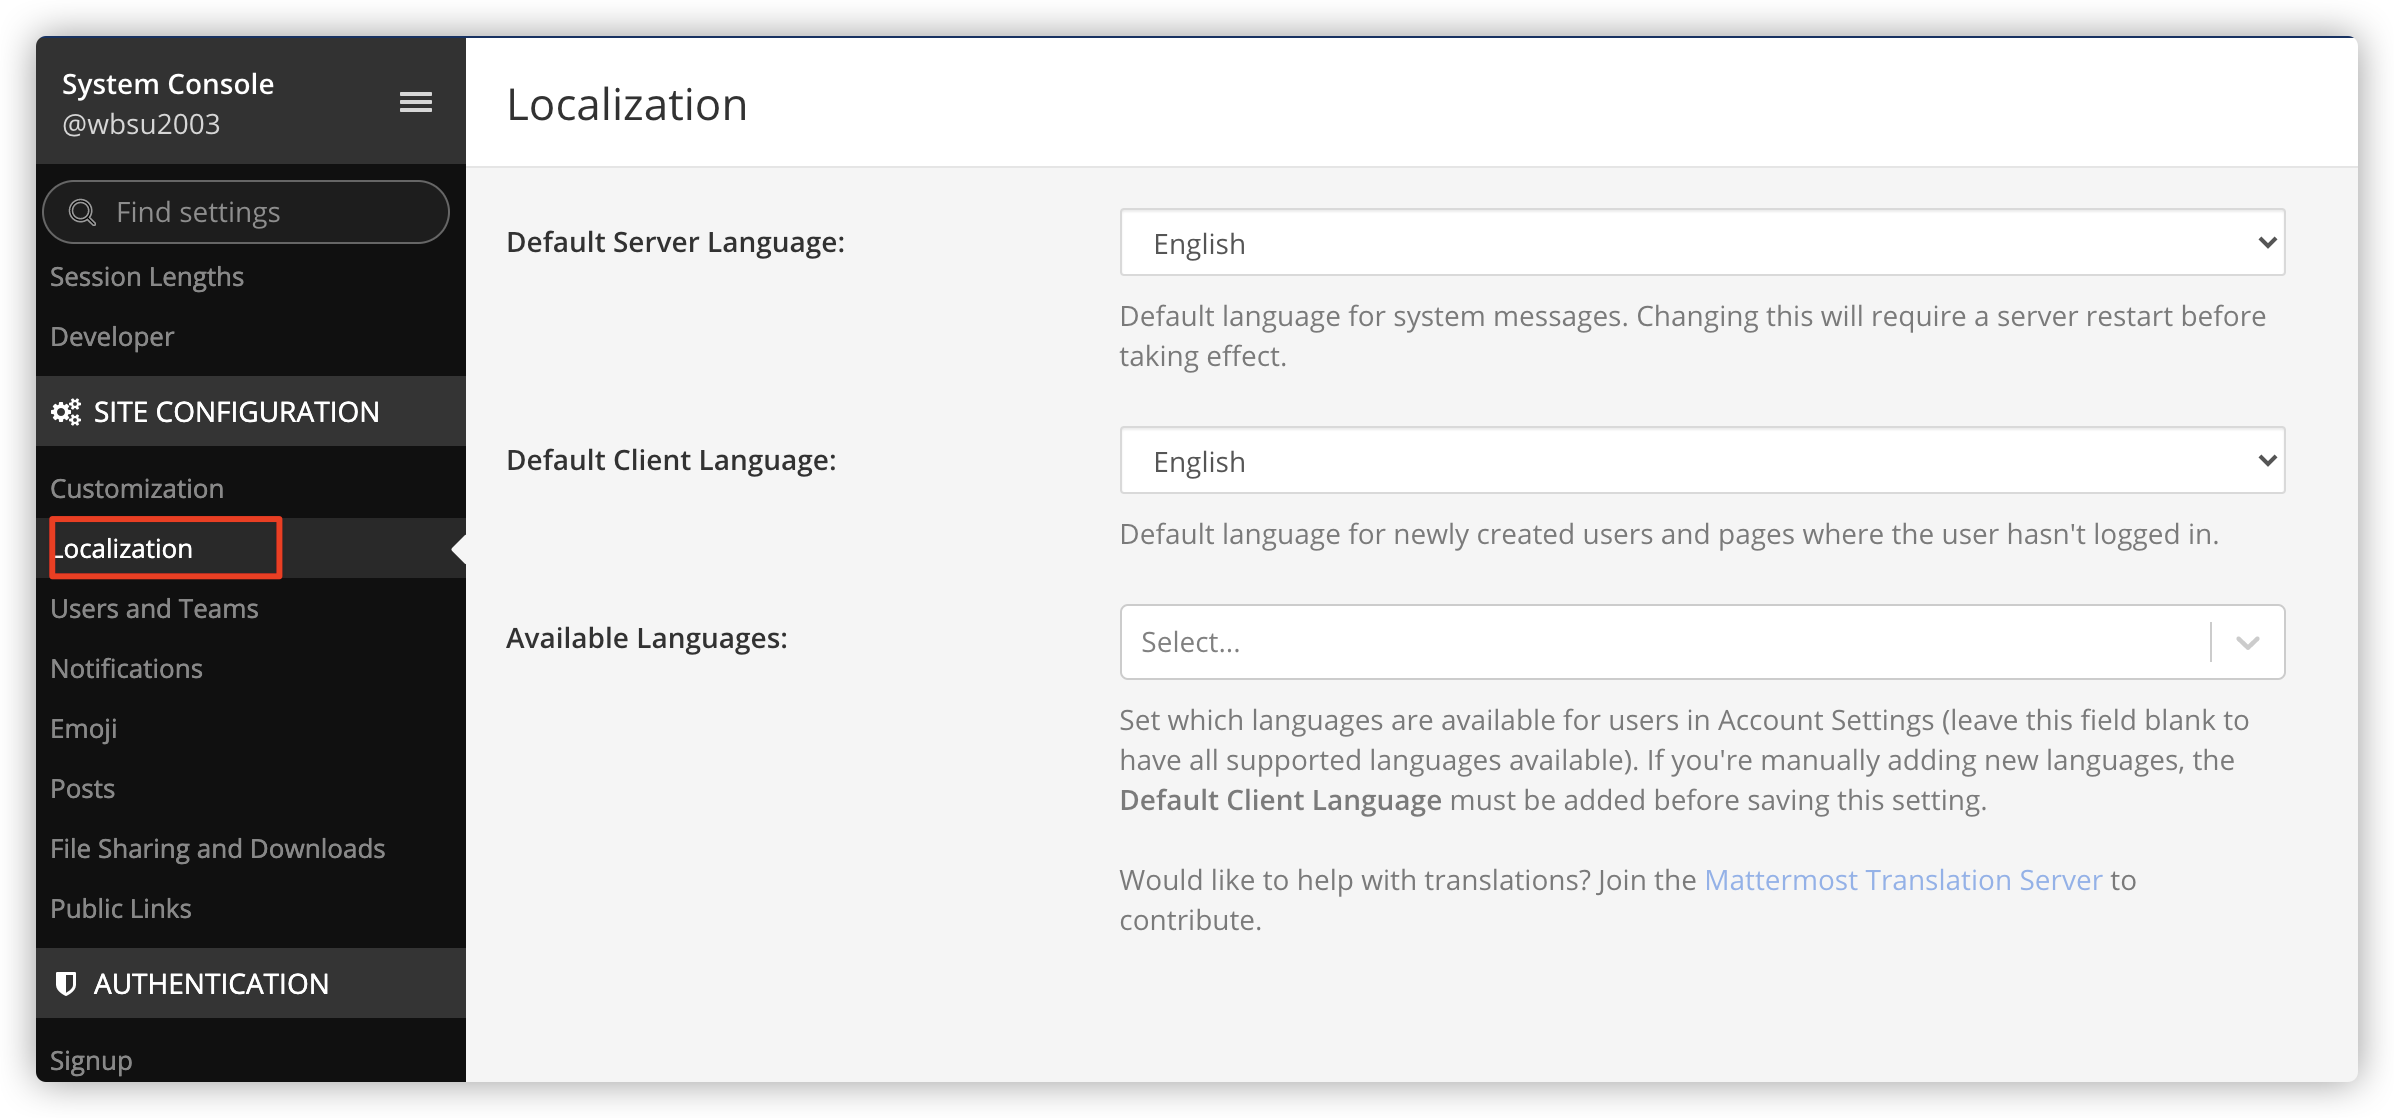 System Console
@wbsu2003
Find settings
Session Lengths
Developer
SITE CONFIGURATION
Customization
Localization
Users and Teams
Notifications
Emoji
Posts
File Sharing and Downloads
Public Links
AUTHENTICATION
Signup
Localization
Default Server Language:
English
Default language for system messages. Changing this will require a server restart before
taking effect.
Default Client Language:
English
Default language for newly created users and pages where the user hasn't logged in.
Available Languages:
Select...
Set which languages are available for users in Account Settings (leave this field blank to
have all supported languages available). If you're manually adding new languages, the
Default Client Language must be added before saving this setting.
Would like to help with translations? Join the Mattermost Translation Server to
contribute.